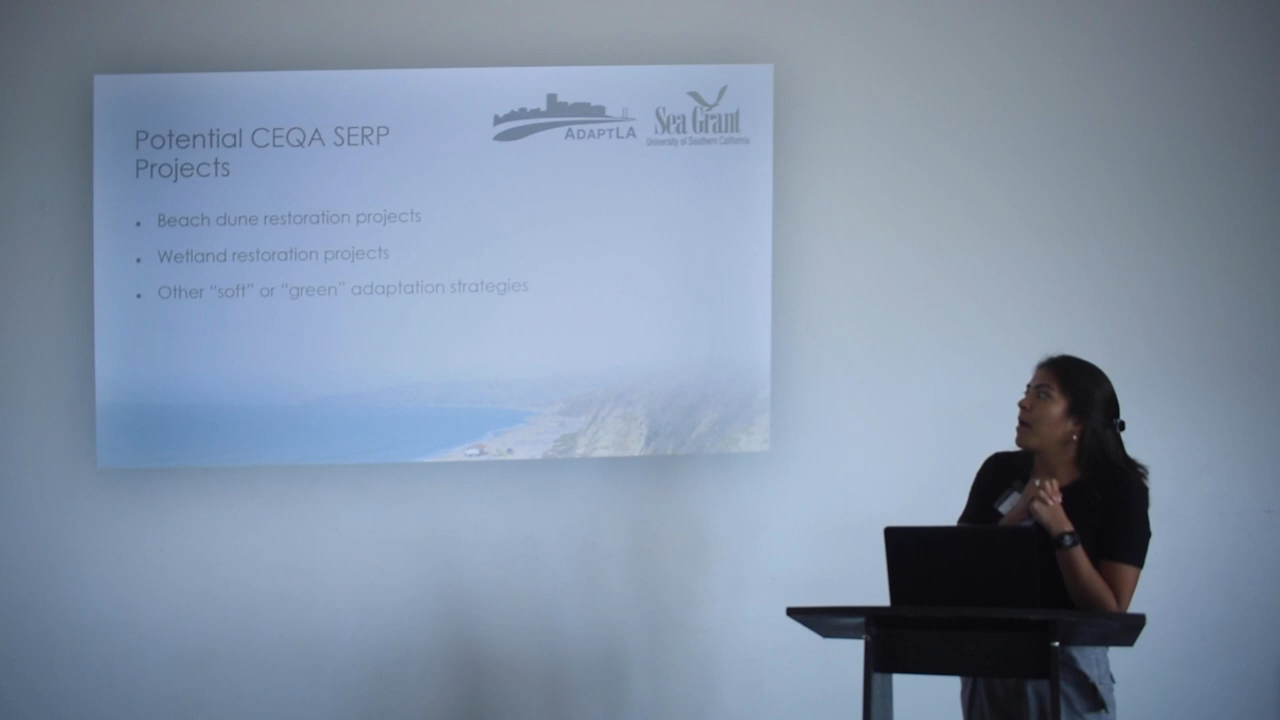 Potential CEQA SERP
Projects
ADAPTLA
Sea Grant
University of Southern California
• Beach dune restoration projects
• Wetland restoration projects
• Other “soft” or “green” adaptation strategies